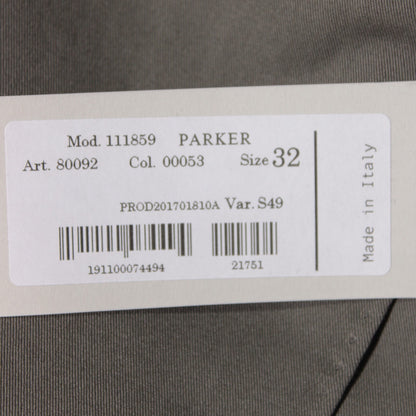 Mod. 111859 PARKER
Art. 80092 Col. 00053 Size 32
PROD201701810A Var. S49
191100074494 21751
Made in Italy